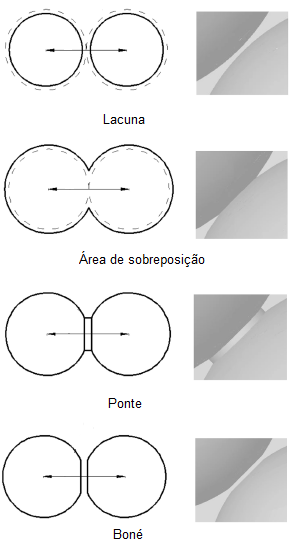 Lacuna
Área de sobreposição
Ponte
Boné